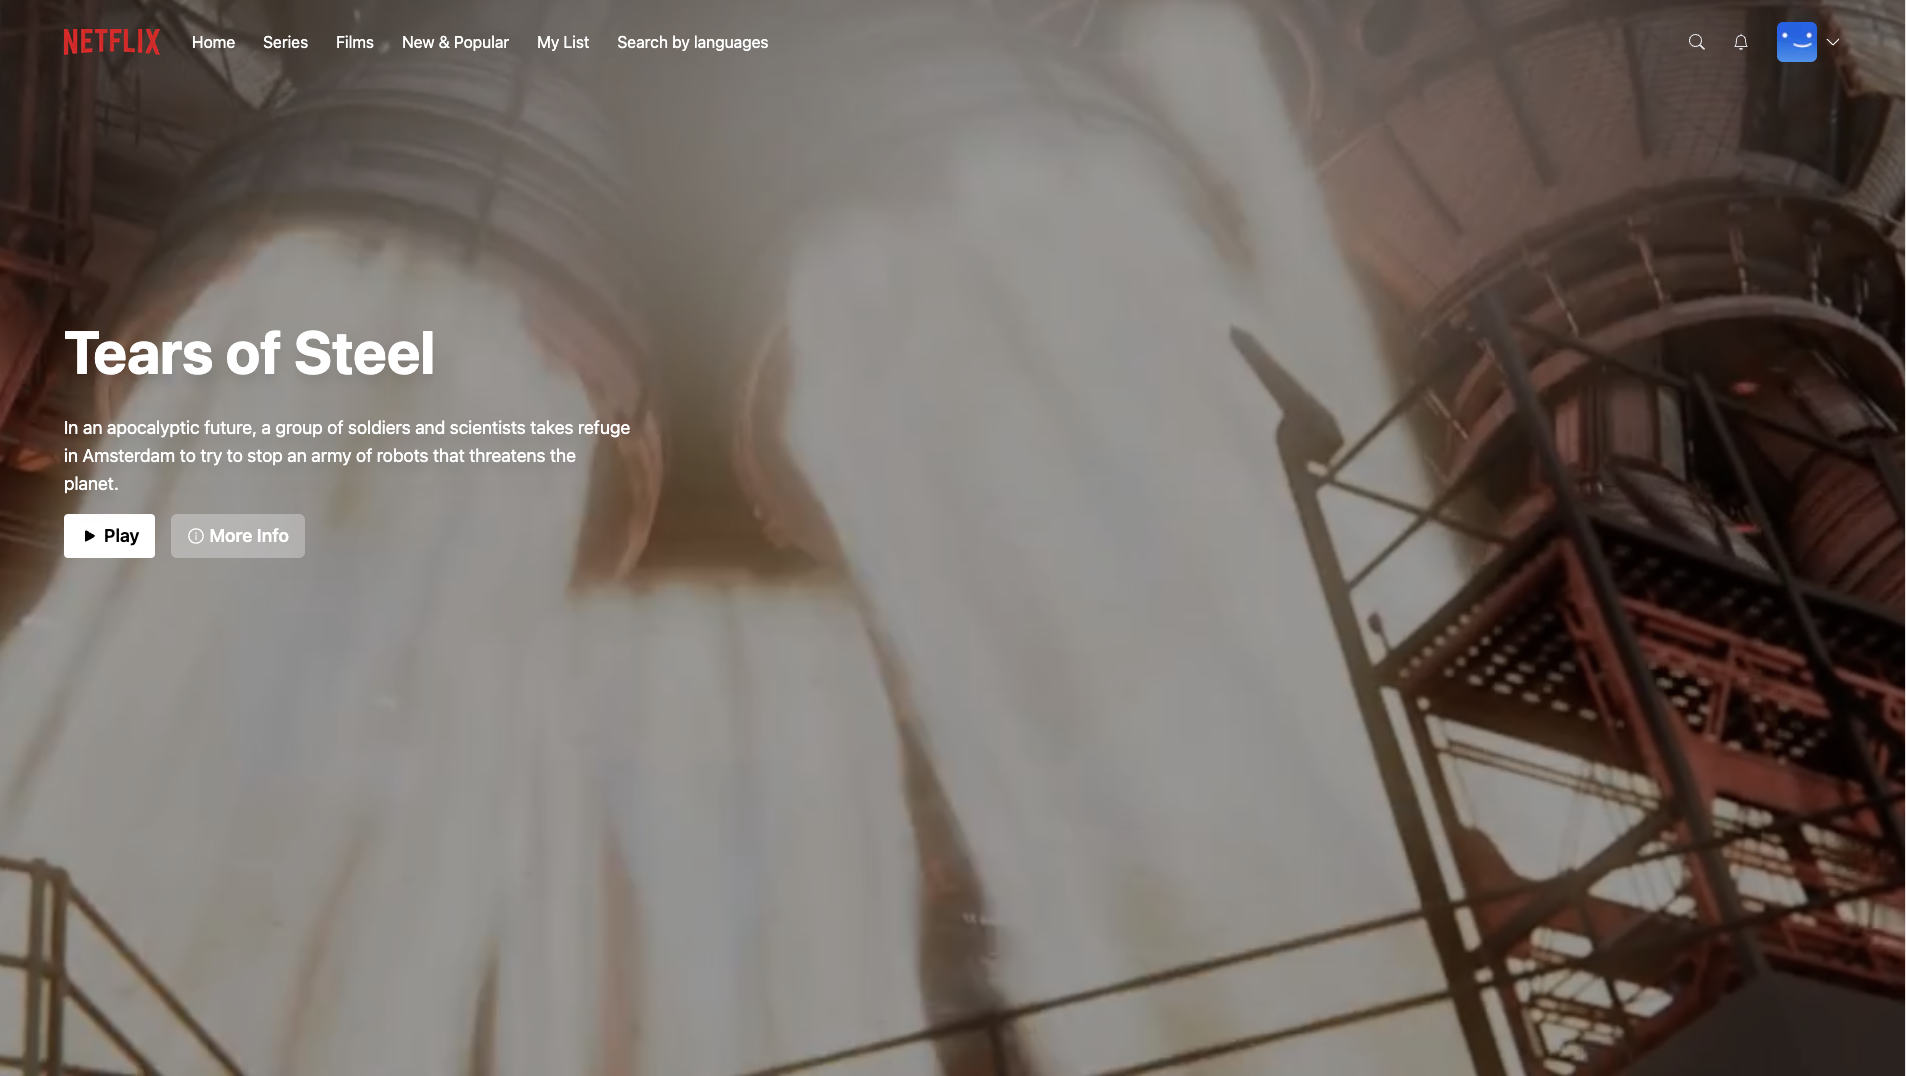 NETFLIX
Home
Series
Films
New & Popular
My List
Search by languages
Tears of Steel
In an apocalyptic future, a group of soldiers and scientists takes refuge
in Amsterdam to try to stop an army of robots that threatens the
planet.
Play
More Info